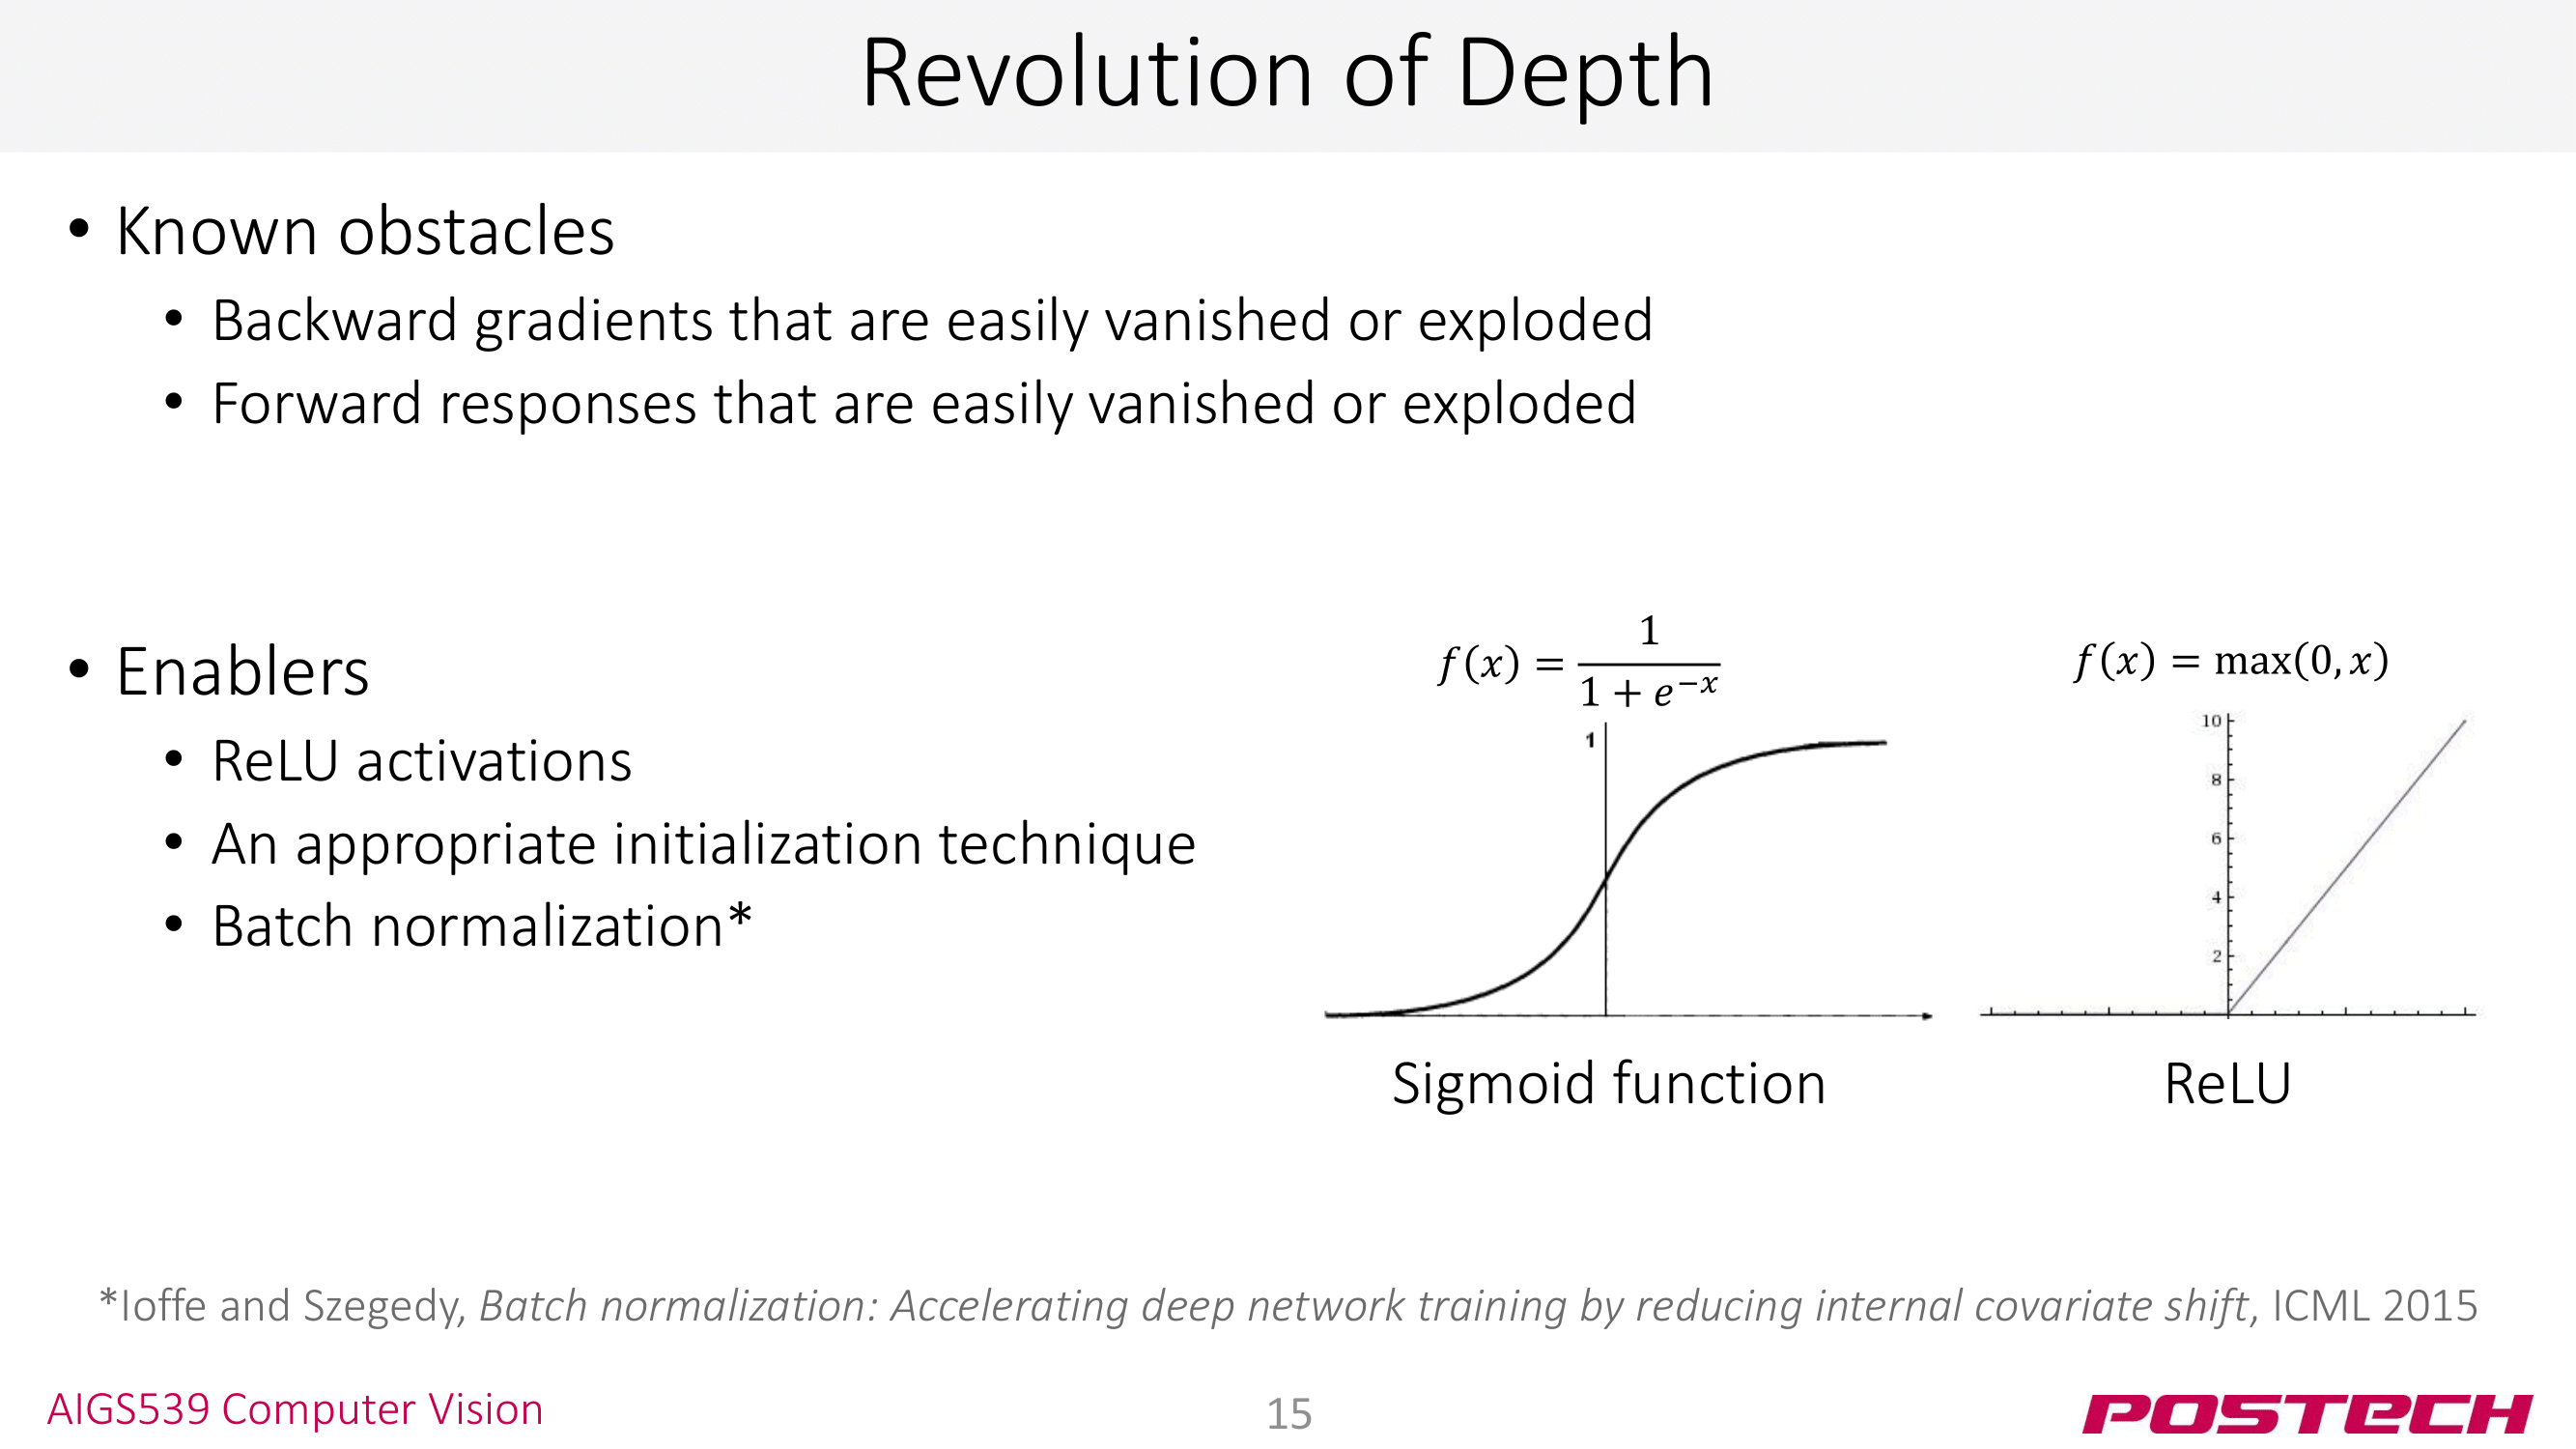 Revolution of Depth
• Known obstacles
• Backward gradients that are easily vanished or exploded
• Forward responses that are easily vanished or exploded
• Enablers
• ReLU activations
• An appropriate initialization technique
• Batch normalization*
f(x) = 1 / (1 + e^{−x})
1
Sigmoid function
f(x) = max(0, x)
10
8
6
4
2
ReLU
*Ioffe and Szegedy, Batch normalization: Accelerating deep network training by reducing internal covariate shift, ICML 2015
AIGS539 Computer Vision
15
POSTECH